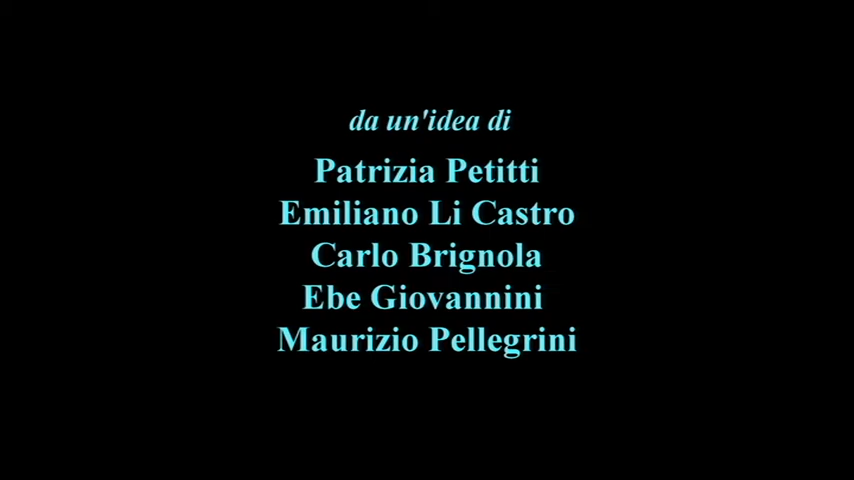 da un'idea di
Patrizia Petitti
Emiliano Li Castro
Carlo Brignola
Ebe Giovannini
Maurizio Pellegrini